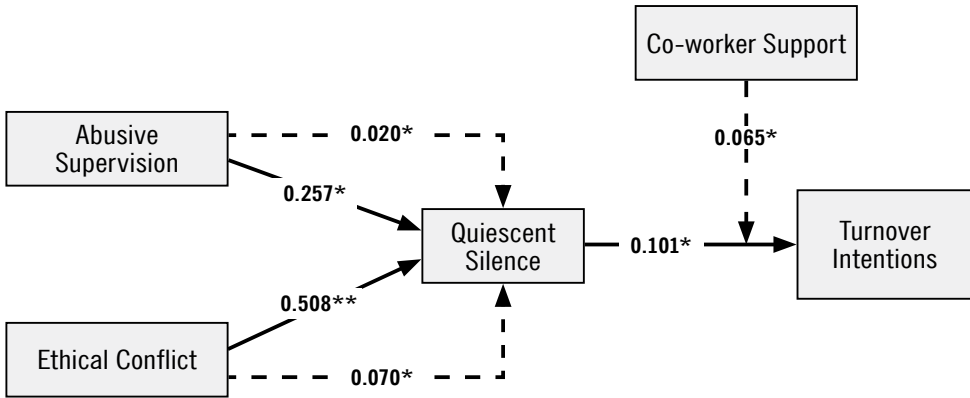 Co-worker Support
Abusive
Supervision
0.020*
0.065*
0.257*
Quiescent
Silence
0.101*
Turnover
Intentions
0.508**
Ethical Conflict
0.070*